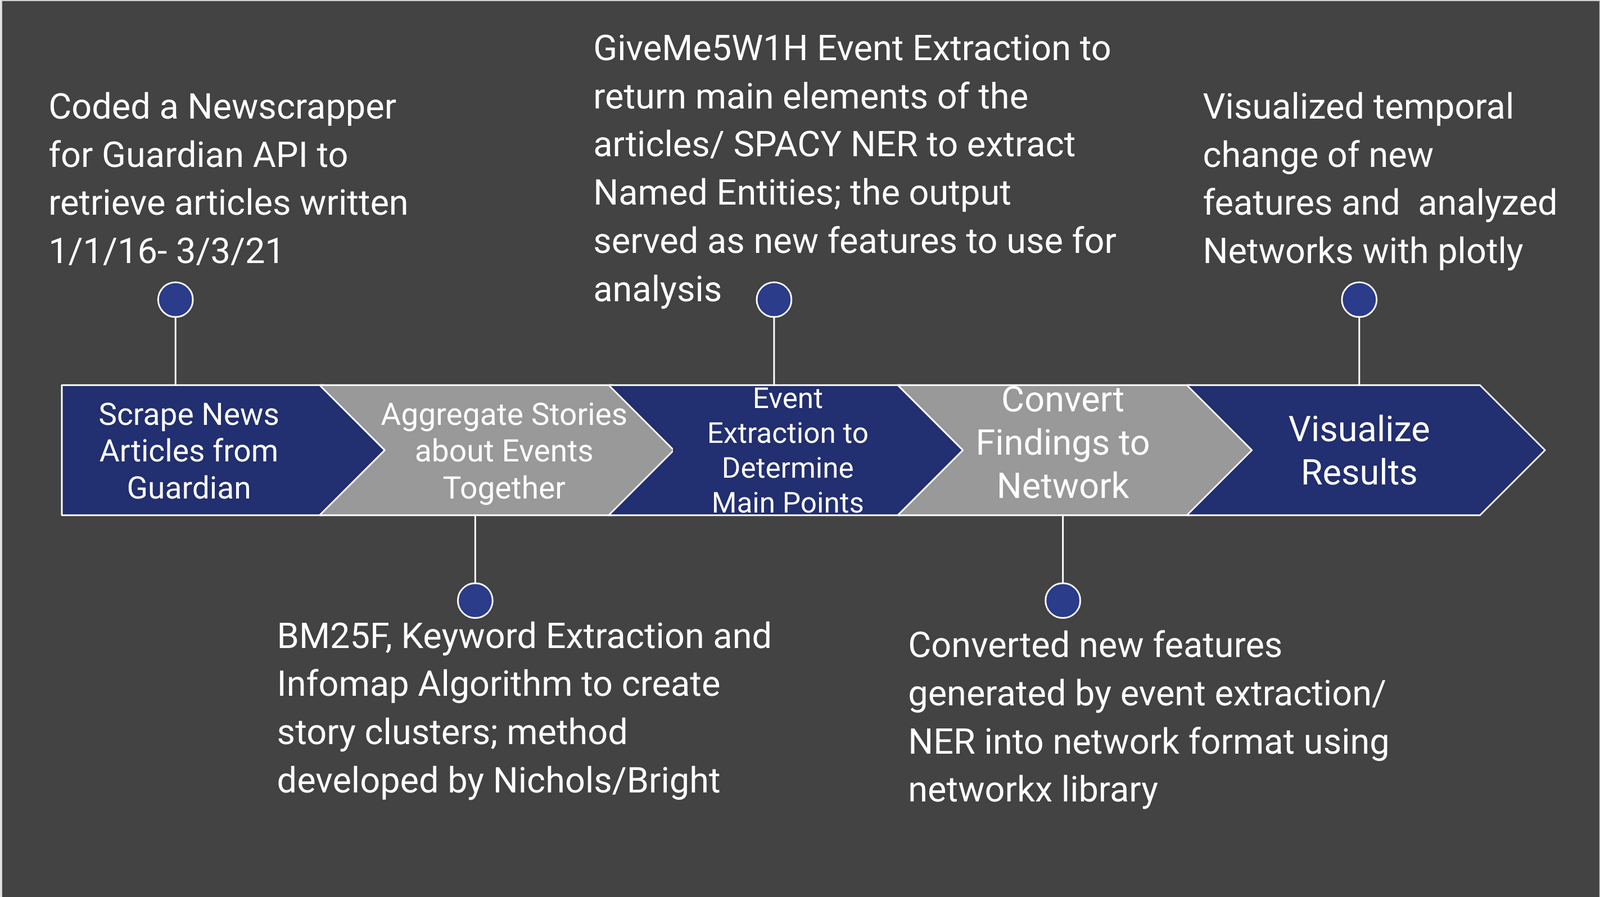 Coded a Newscrapper
for Guardian API to
retrieve articles written
1/1/16- 3/3/21
GiveMe5W1H Event Extraction to
return main elements of the
articles/ SPACY NER to extract
Named Entities; the output
served as new features to use for
analysis
Visualized temporal
change of new
features and  analyzed
Networks with plotly
Scrape News
Articles from
Guardian
Aggregate Stories
about Events
Together
Event
Extraction to
Determine
Main Points
Convert
Findings to
Network
Visualize
Results
BM25F, Keyword Extraction and
Infomap Algorithm to create
story clusters; method
developed by Nichols/Bright
Converted new features
generated by event extraction/
NER into network format using
networkx library